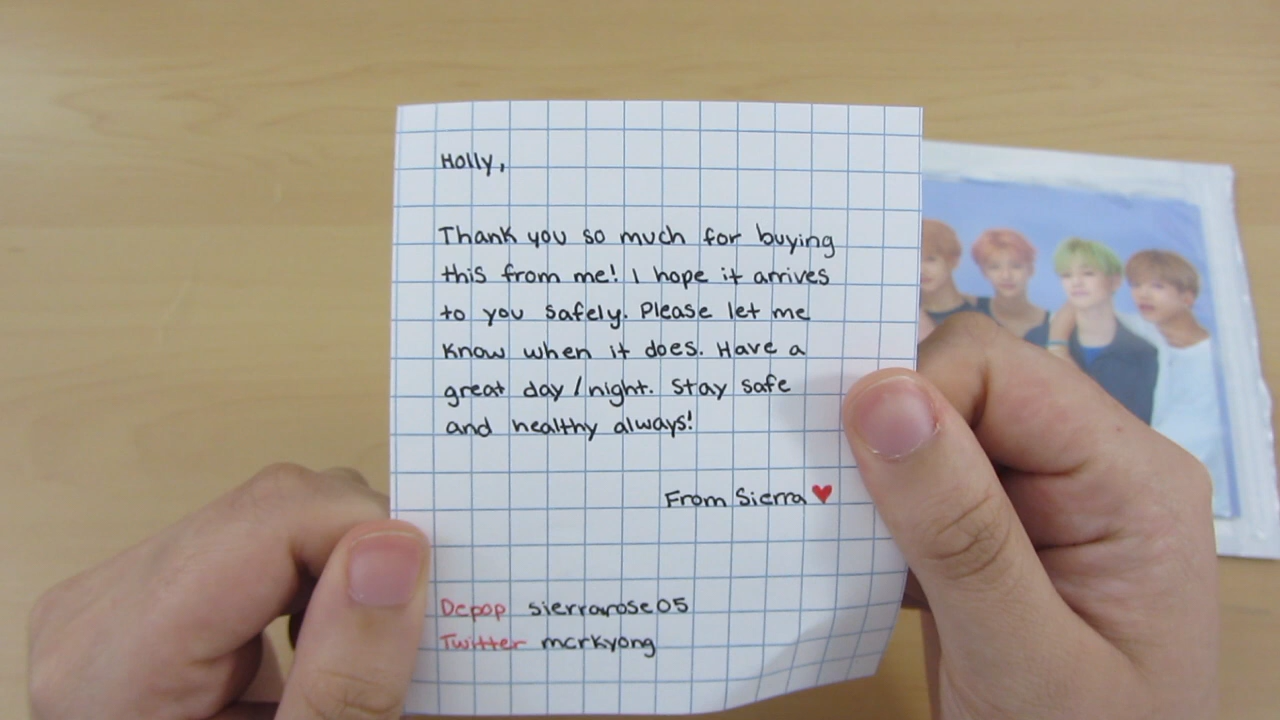 Holly,
Thank you so much for buying
this from me! I hope it arrives
to you safely. Please let me
know when it does. Have a
great day/night. Stay safe
and healthy always!
From Sierra ♥
Depop sierrarose05
Twitter mcrkyong